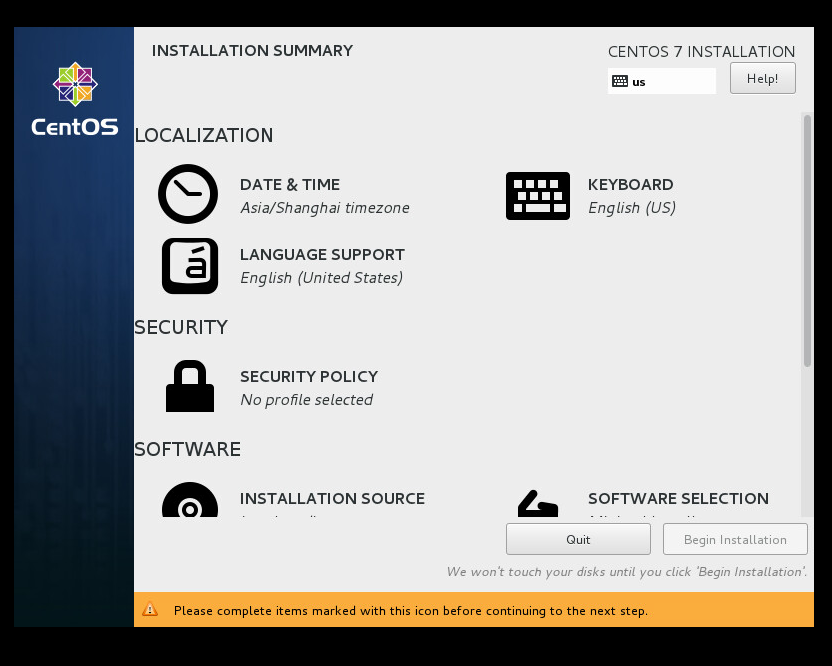 INSTALLATION SUMMARY
CENTOS 7 INSTALLATION
us
Help!
CentOS
LOCALIZATION
DATE & TIME
Asia/Shanghai timezone
KEYBOARD
English (US)
LANGUAGE SUPPORT
English (United States)
SECURITY
SECURITY POLICY
No profile selected
SOFTWARE
INSTALLATION SOURCE
SOFTWARE SELECTION
Quit
Begin Installation
We won't touch your disks until you click 'Begin Installation'.
Please complete items marked with this icon before continuing to the next step.